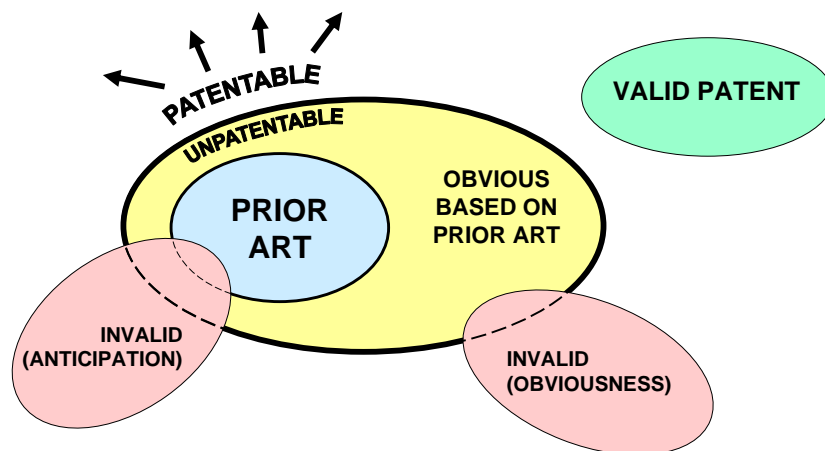 PATENTABLE
UNPATENTABLE
VALID PATENT
PRIOR
ART
OBVIOUS
BASED ON
PRIOR ART
INVALID
(ANTICIPATION)
INVALID
(OBVIOUSNESS)